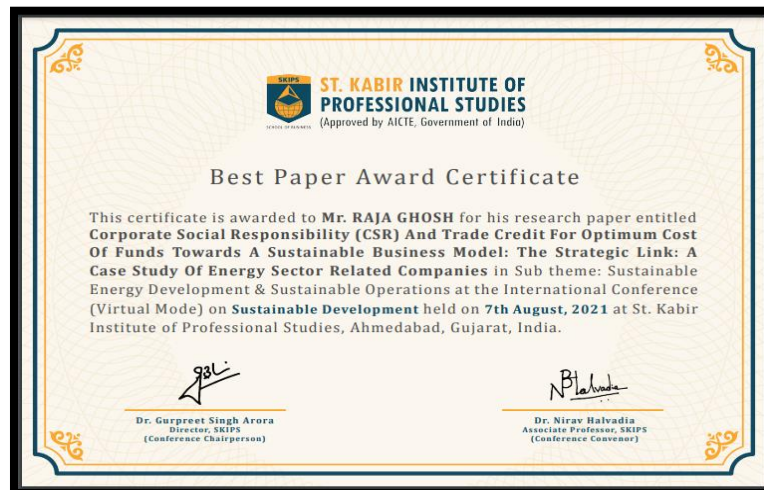 SKIPS
SCHOOL OF BUSINESS
ST. KABIR INSTITUTE OF
PROFESSIONAL STUDIES
(Approved by AICTE, Government of India)
Best Paper Award Certificate
This certificate is awarded to Mr. RAJA GHOSH for his research paper entitled
Corporate Social Responsibility (CSR) And Trade Credit For Optimum Cost
Of Funds Towards A Sustainable Business Model: The Strategic Link: A
Case Study Of Energy Sector Related Companies in Sub theme: Sustainable
Energy Development & Sustainable Operations at the International Conference
(Virtual Mode) on Sustainable Development held on 7th August, 2021 at St. Kabir
Institute of Professional Studies, Ahmedabad, Gujarat, India.
Dr. Gurpreet Singh Arora
Director, SKIPS
(Conference Chairperson)
NBHalvadia
Dr. Nirav Halvadia
Associate Professor, SKIPS
(Conference Convenor)